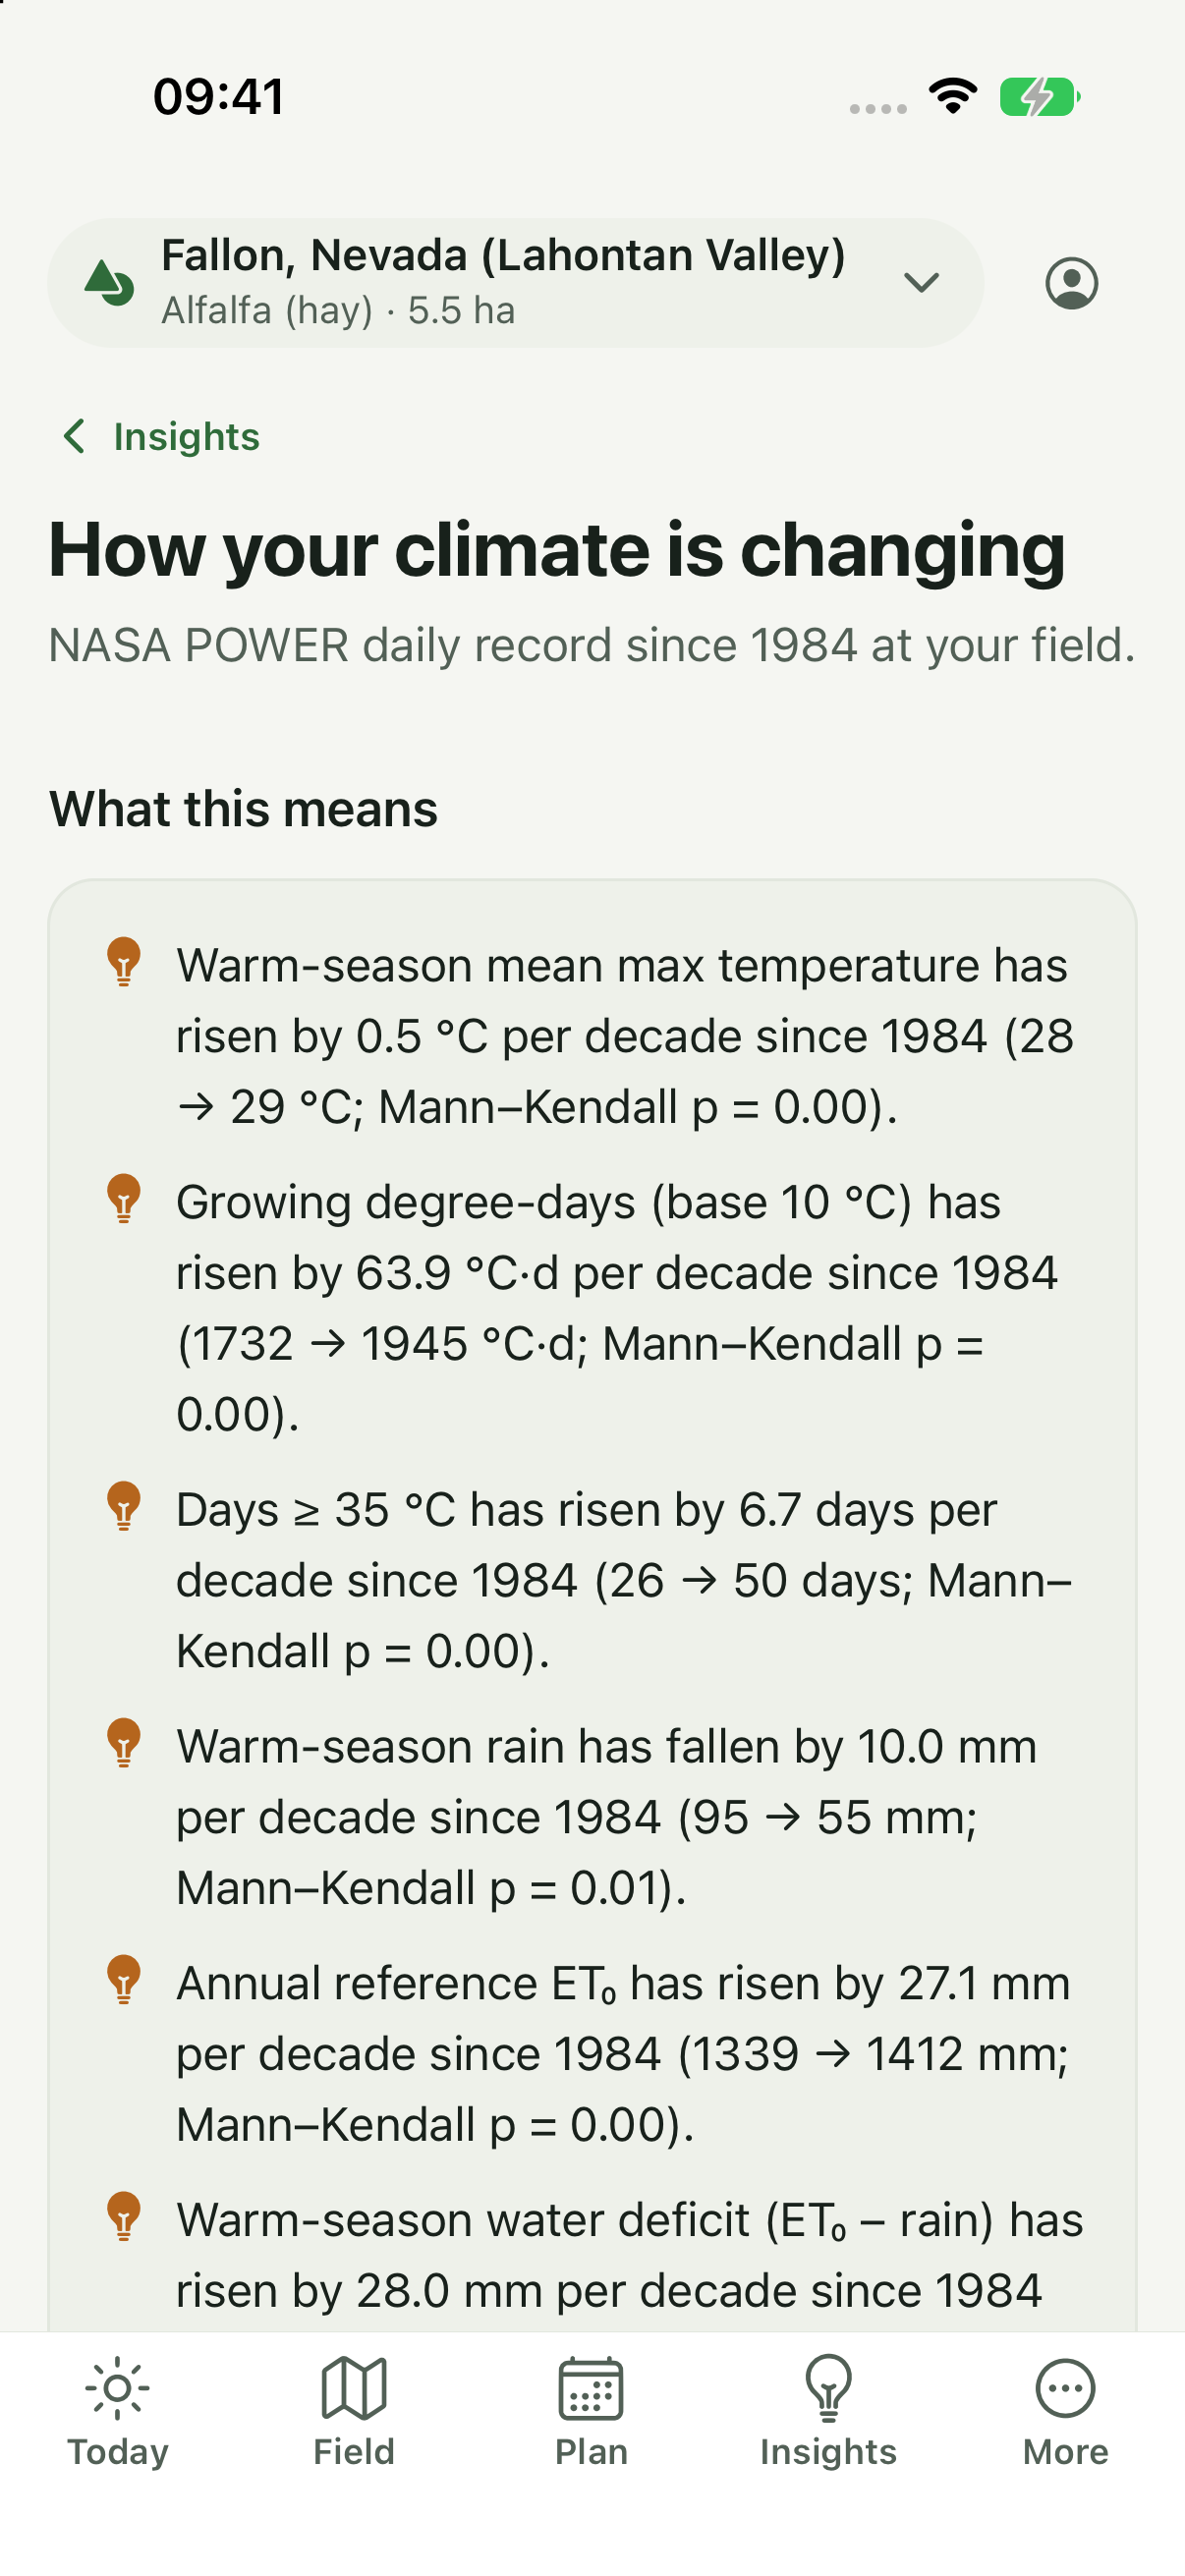 09:41
Fallon, Nevada (Lahontan Valley)
Alfalfa (hay) · 5.5 ha
Insights
How your climate is changing
NASA POWER daily record since 1984 at your field.
What this means
Warm-season mean max temperature has
risen by 0.5 °C per decade since 1984 (28
→ 29 °C; Mann–Kendall p = 0.00).
Growing degree-days (base 10 °C) has
risen by 63.9 °C·d per decade since 1984
(1732 → 1945 °C·d; Mann–Kendall p =
0.00).
Days ≥ 35 °C has risen by 6.7 days per
decade since 1984 (26 → 50 days; Mann–
Kendall p = 0.00).
Warm-season rain has fallen by 10.0 mm
per decade since 1984 (95 → 55 mm;
Mann–Kendall p = 0.01).
Annual reference ET₀ has risen by 27.1 mm
per decade since 1984 (1339 → 1412 mm;
Mann–Kendall p = 0.00).
Warm-season water deficit (ET₀ – rain) has
risen by 28.0 mm per decade since 1984
Today
Field
Plan
Insights
More